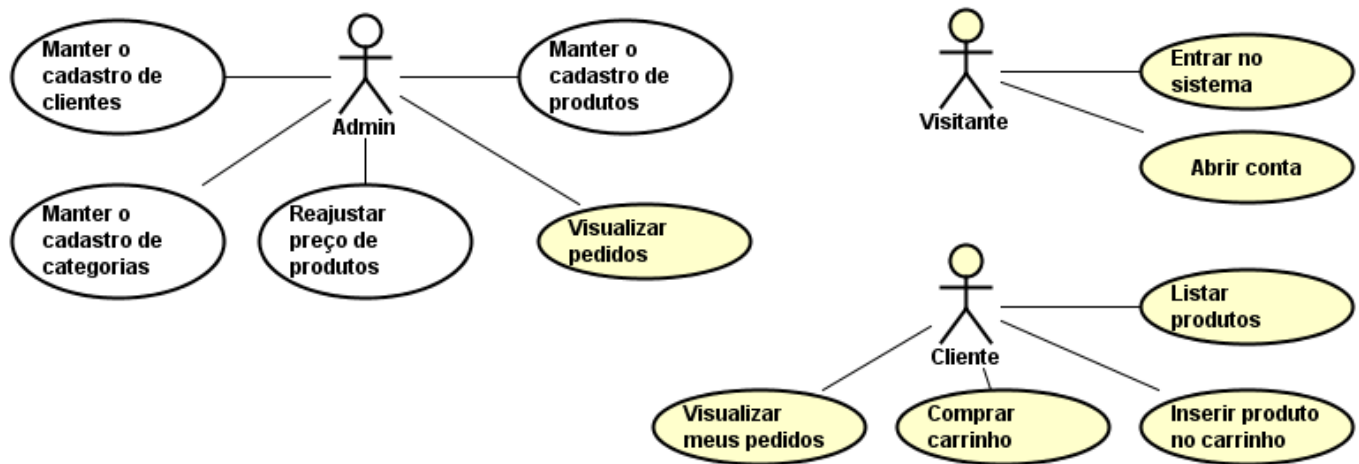 Manter o
cadastro de
clientes
Admin
Manter o
cadastro de
produtos
Manter o
cadastro de
categorias
Reajustar
preço de
produtos
Visualizar
pedidos
Visitante
Entrar no
sistema
Abrir conta
Cliente
Listar
produtos
Visualizar
meus pedidos
Comprar
carrinho
Inserir produto
no carrinho